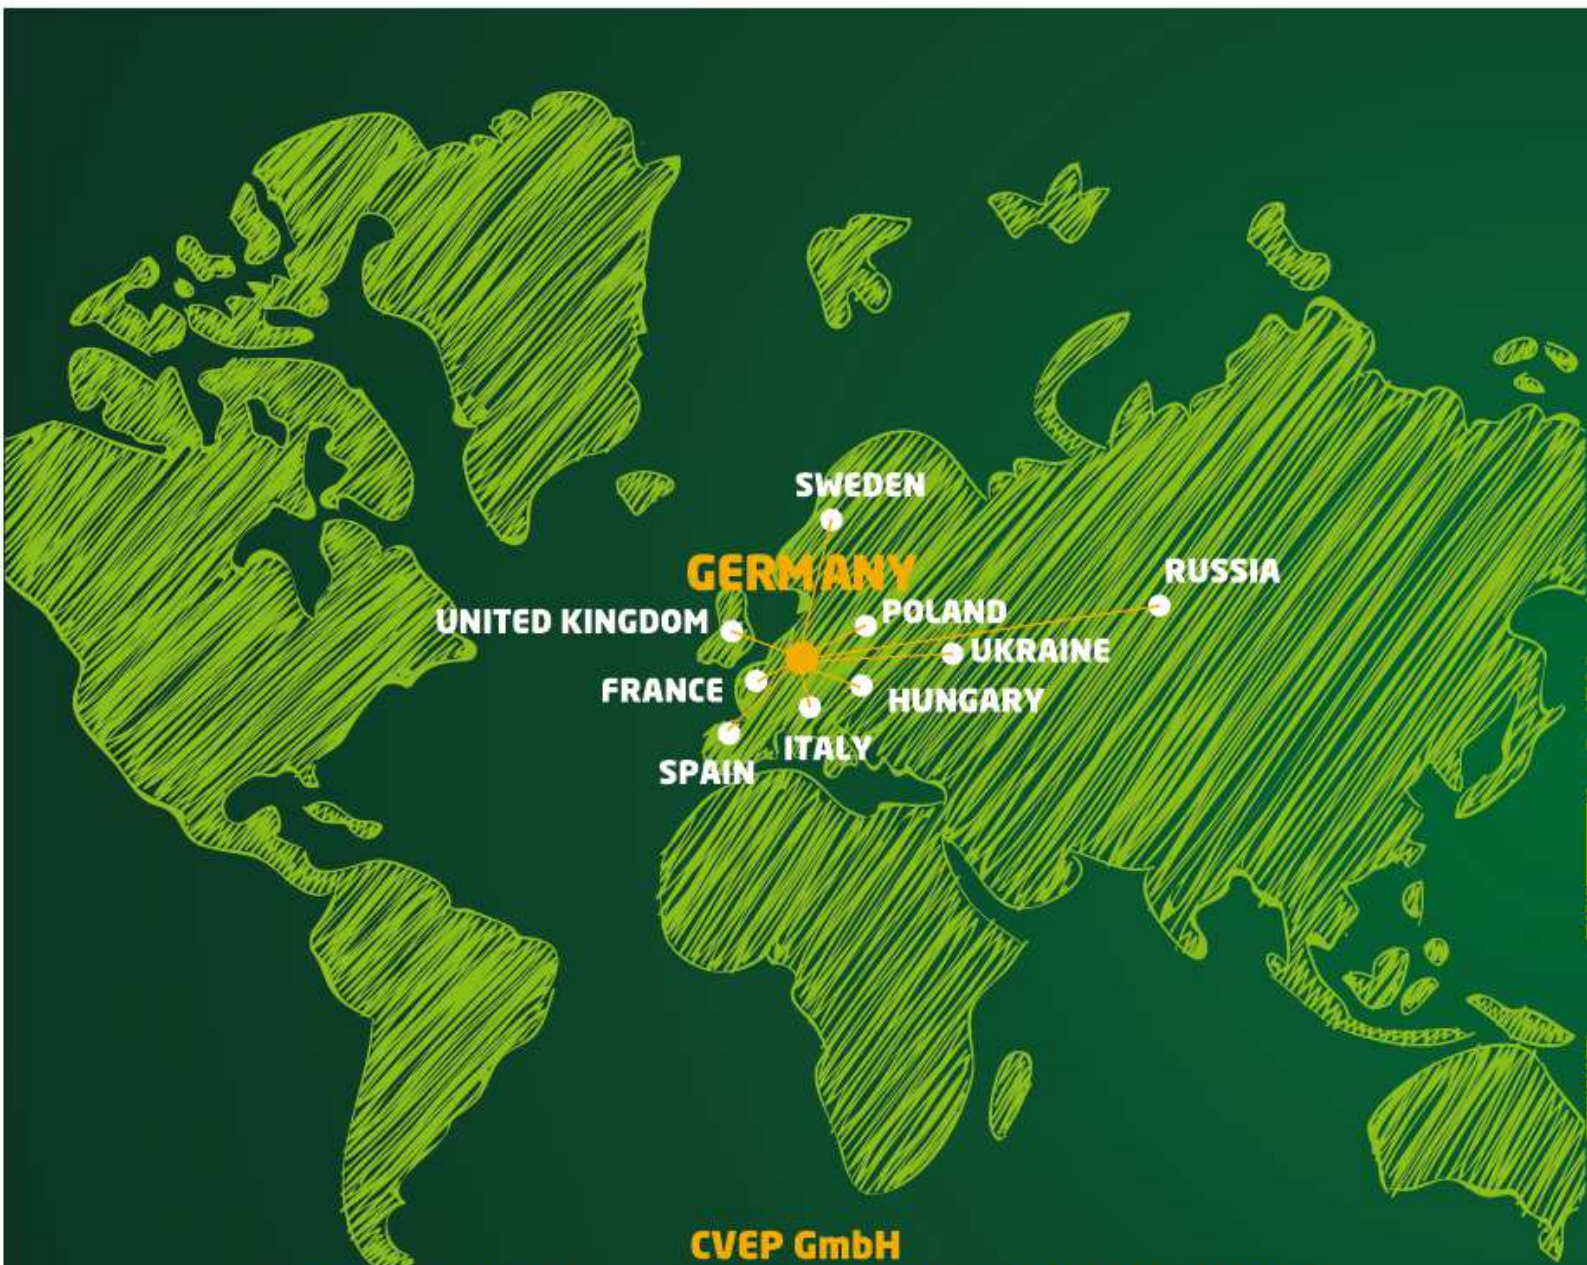 SWEDEN
GERMANY
RUSSIA
POLAND
UNITED KINGDOM
UKRAINE
FRANCE
HUNGARY
ITALY
SPAIN
CVEP GmbH